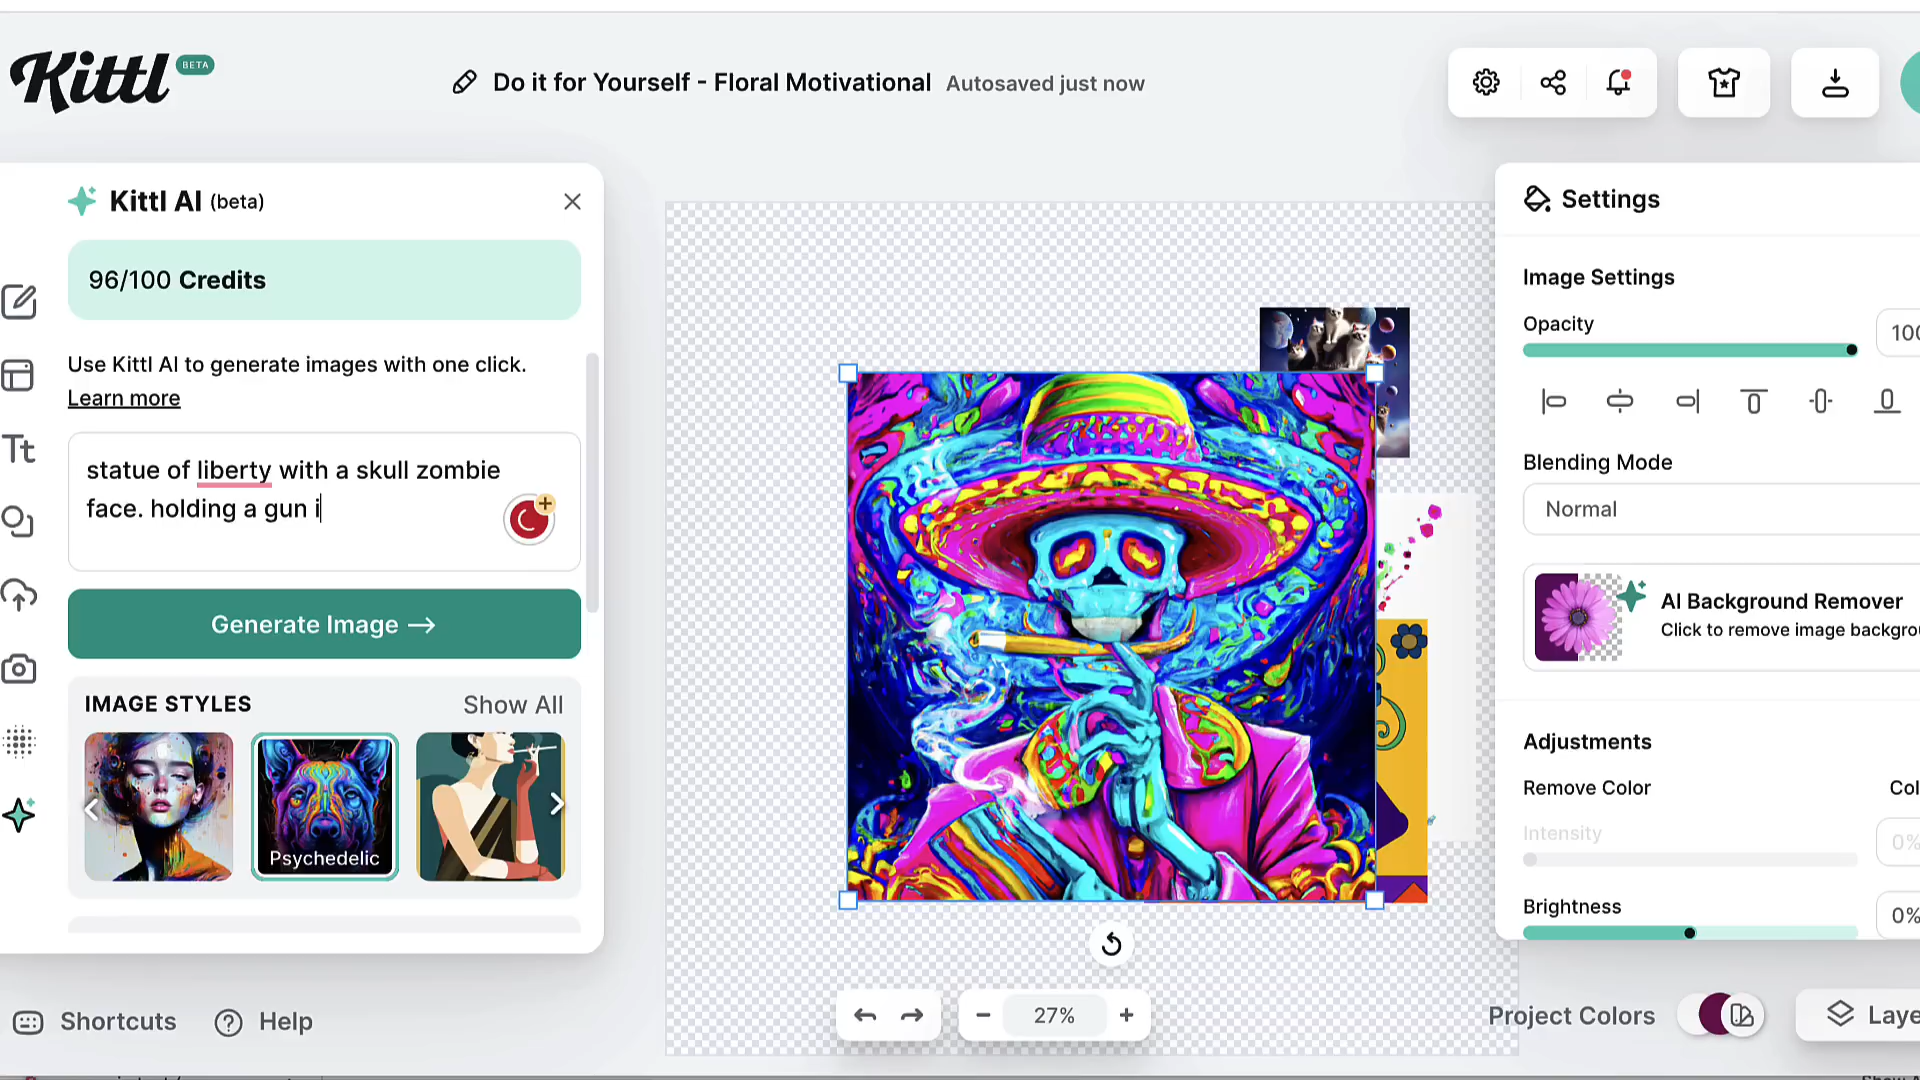 Kittl BETA
Do it for Yourself - Floral Motivational Autosaved just now
Kittl AI (beta)
96/100 Credits
Use Kittl AI to generate images with one click.
Learn more
statue of liberty with a skull zombie
face. holding a gun i
Generate Image →
IMAGE STYLES Show All
Psychedelic
Tt
Shortcuts
Help
27%
Settings
Image Settings
Opacity
100
Blending Mode
Normal
AI Background Remover
Click to remove image backgrou
Adjustments
Remove Color Col
Intensity
0%
Brightness
0%
Project Colors
Laye